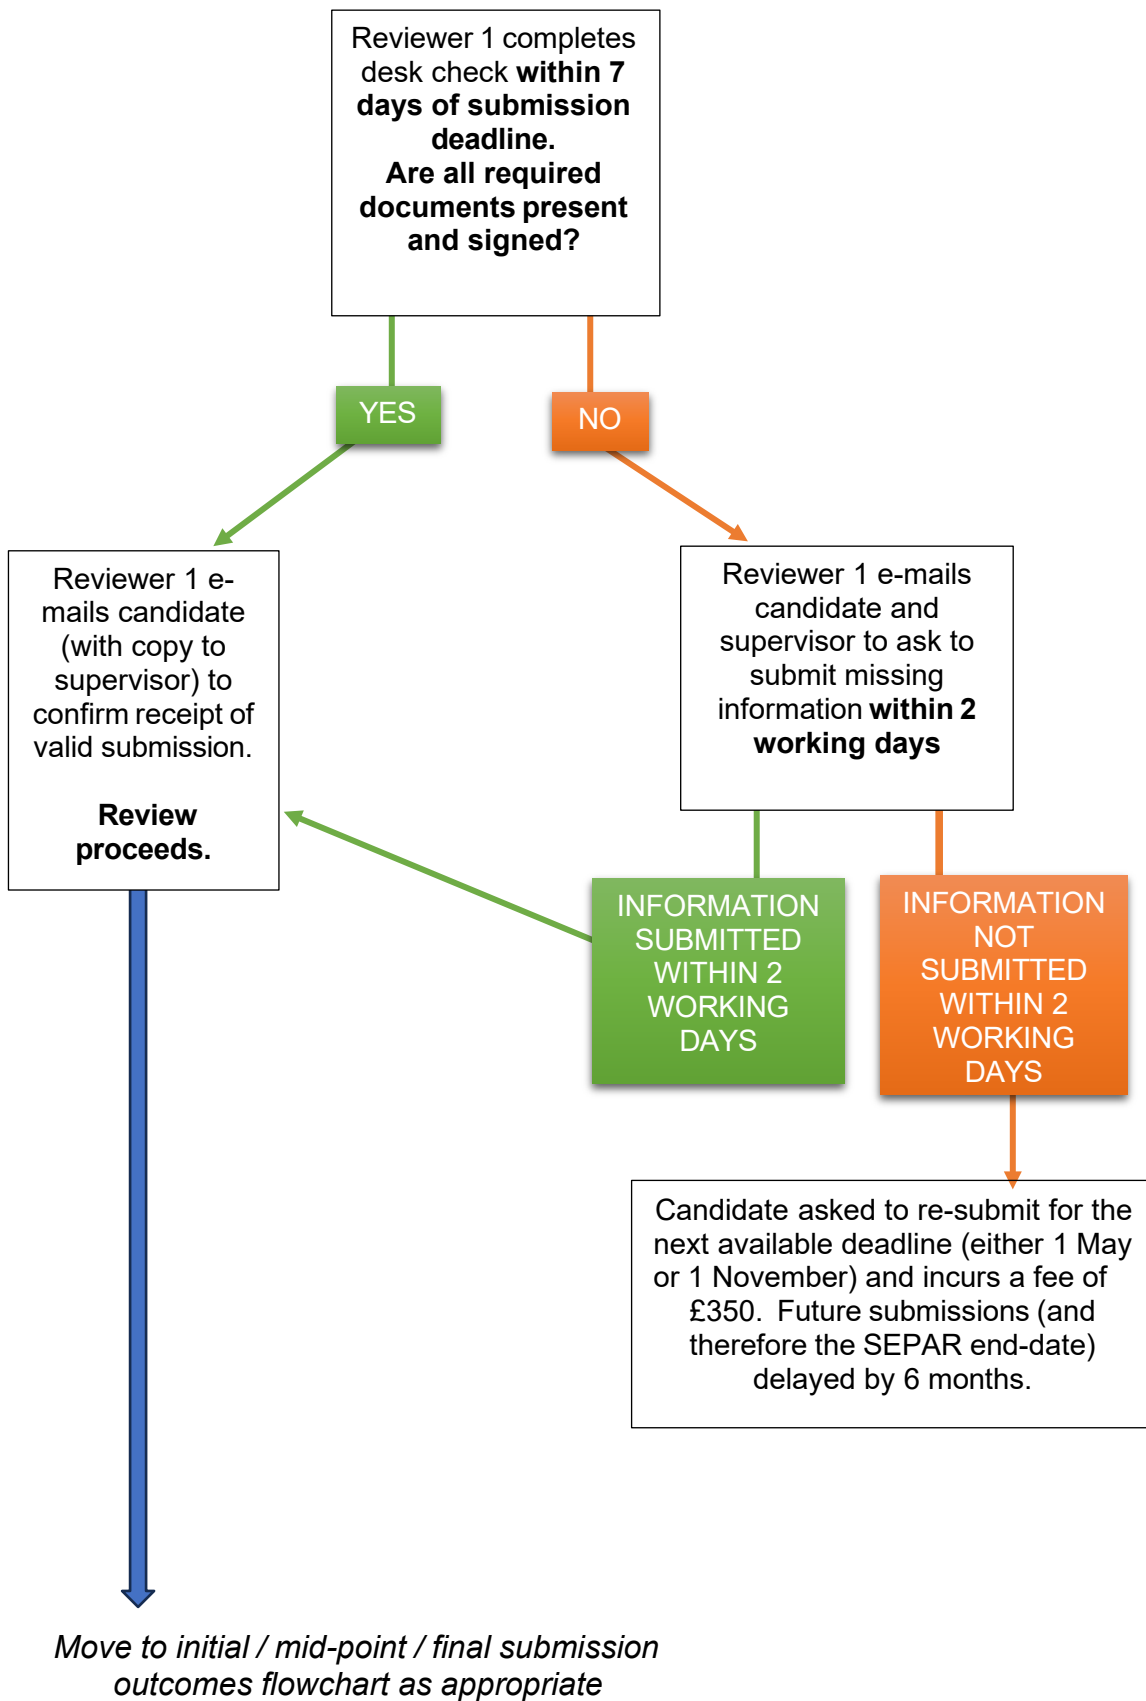 Reviewer 1 completes
desk check within 7
days of submission
deadline.
Are all required
documents present
and signed?
YES
NO
Reviewer 1 e-
mails candidate
(with copy to
supervisor) to
confirm receipt of
valid submission.
Review
proceeds.
Reviewer 1 e-mails
candidate and
supervisor to ask to
submit missing
information within 2
working days
INFORMATION
SUBMITTED
WITHIN 2
WORKING
DAYS
INFORMATION
NOT
SUBMITTED
WITHIN 2
WORKING
DAYS
Candidate asked to re-submit for the
next available deadline (either 1 May
or 1 November) and incurs a fee of
£350. Future submissions (and
therefore the SEPAR end-date)
delayed by 6 months.
Move to initial / mid-point / final submission
outcomes flowchart as appropriate